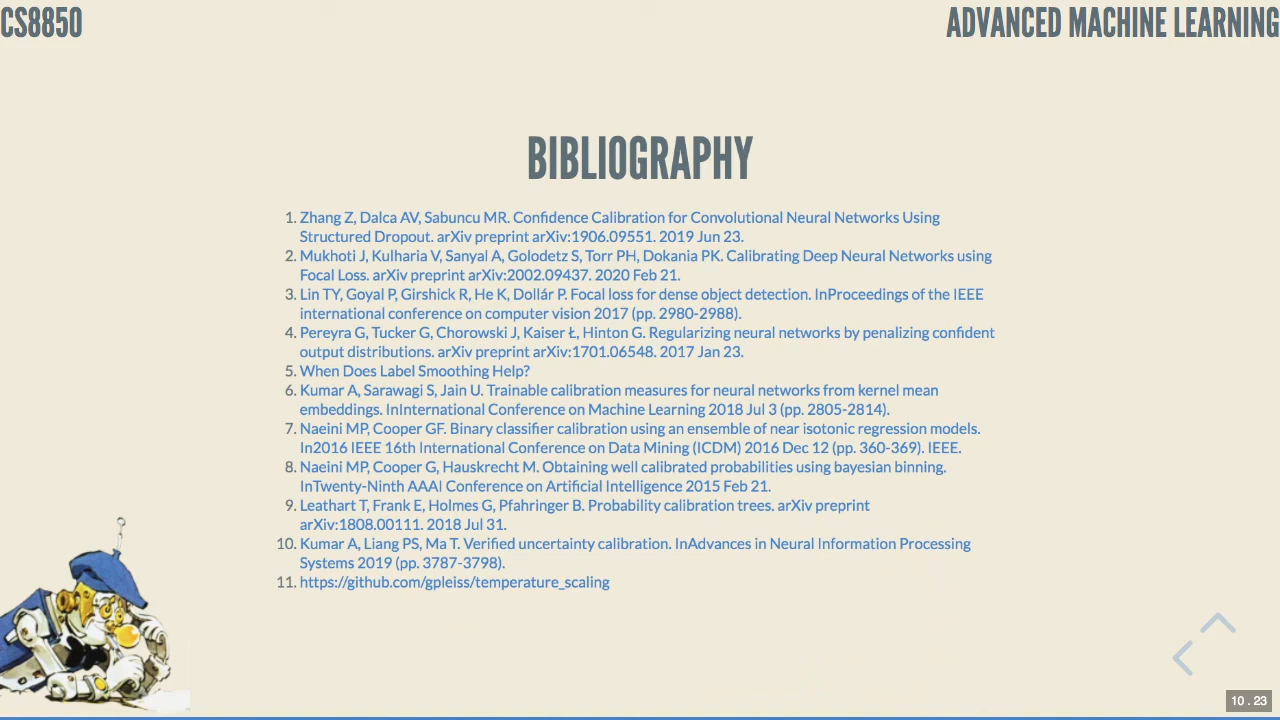 CS8850
ADVANCED MACHINE LEARNING
BIBLIOGRAPHY
1. Zhang Z, Dalca AV, Sabuncu MR. Confidence Calibration for Convolutional Neural Networks Using
Structured Dropout. arXiv preprint arXiv:1906.09551. 2019 Jun 23.
2. Mukhoti J, Kulharia V, Sanyal A, Golodetz S, Torr PH, Dokania PK. Calibrating Deep Neural Networks using
Focal Loss. arXiv preprint arXiv:2002.09437. 2020 Feb 21.
3. Lin TY, Goyal P, Girshick R, He K, Dollár P. Focal loss for dense object detection. InProceedings of the IEEE
international conference on computer vision 2017 (pp. 2980-2988).
4. Pereyra G, Tucker G, Chorowski J, Kaiser Ł, Hinton G. Regularizing neural networks by penalizing confident
output distributions. arXiv preprint arXiv:1701.06548. 2017 Jan 23.
5. When Does Label Smoothing Help?
6. Kumar A, Sarawagi S, Jain U. Trainable calibration measures for neural networks from kernel mean
embeddings. InInternational Conference on Machine Learning 2018 Jul 3 (pp. 2805-2814).
7. Naeini MP, Cooper GF. Binary classifier calibration using an ensemble of near isotonic regression models.
In2016 IEEE 16th International Conference on Data Mining (ICDM) 2016 Dec 12 (pp. 360-369). IEEE.
8. Naeini MP, Cooper G, Hauskrecht M. Obtaining well calibrated probabilities using bayesian binning.
InTwenty-Ninth AAAI Conference on Artificial Intelligence 2015 Feb 21.
9. Leathart T, Frank E, Holmes G, Pfahringer B. Probability calibration trees. arXiv preprint
arXiv:1808.00111. 2018 Jul 31.
10. Kumar A, Liang PS, Ma T. Verified uncertainty calibration. InAdvances in Neural Information Processing
Systems 2019 (pp. 3787-3798).
11. https://github.com/gpleiss/temperature_scaling
10 . 23